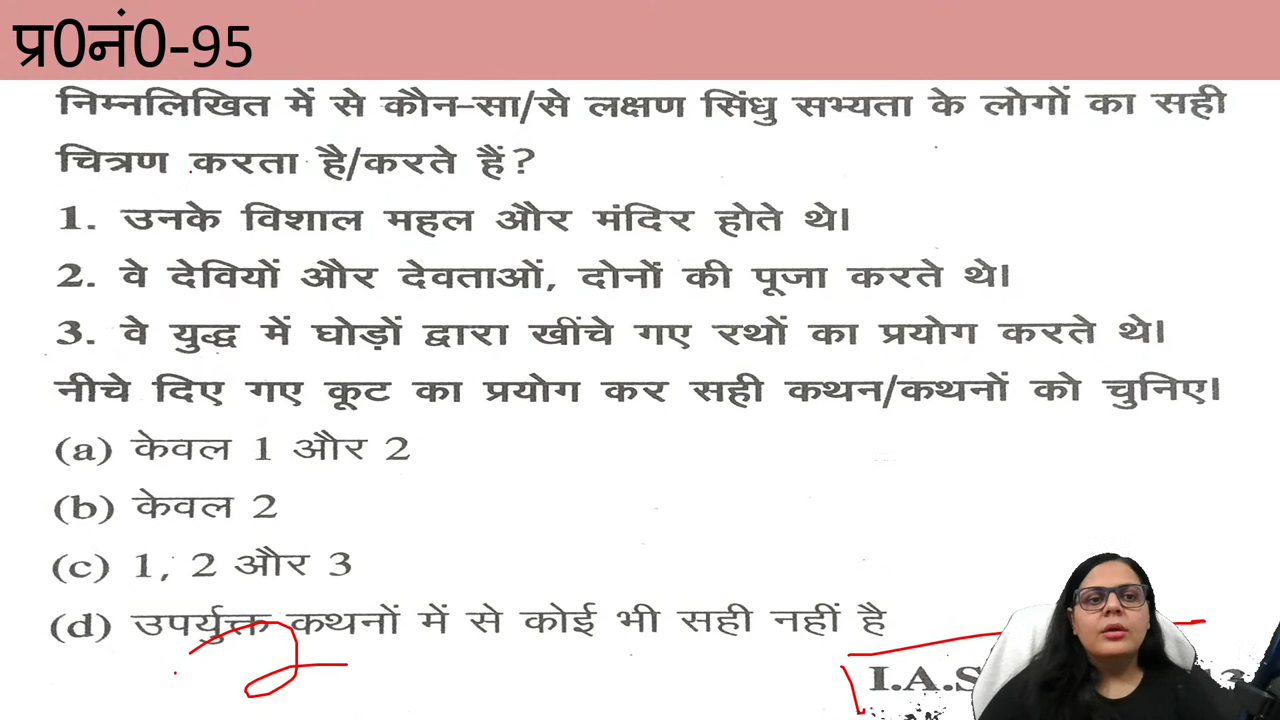 प्र0नं0-95
निम्नलिखित में से कौन-सा/से लक्षण सिंधु सभ्यता के लोगों का सही
चित्रण करता है/करते हैं?
1. उनके विशाल महल और मंदिर होते थे।
2. वे देवियों और देवताओं, दोनों की पूजा करते थे।
3. वे युद्ध में घोड़ों द्वारा खींचे गए रथों का प्रयोग करते थे।
नीचे दिए गए कूट का प्रयोग कर सही कथन/कथनों को चुनिए।
(a) केवल 1 और 2
(b) केवल 2
(c) 1, 2 और 3
(d) उपर्युक्त कथनों में से कोई भी सही नहीं है
2
I.A.S